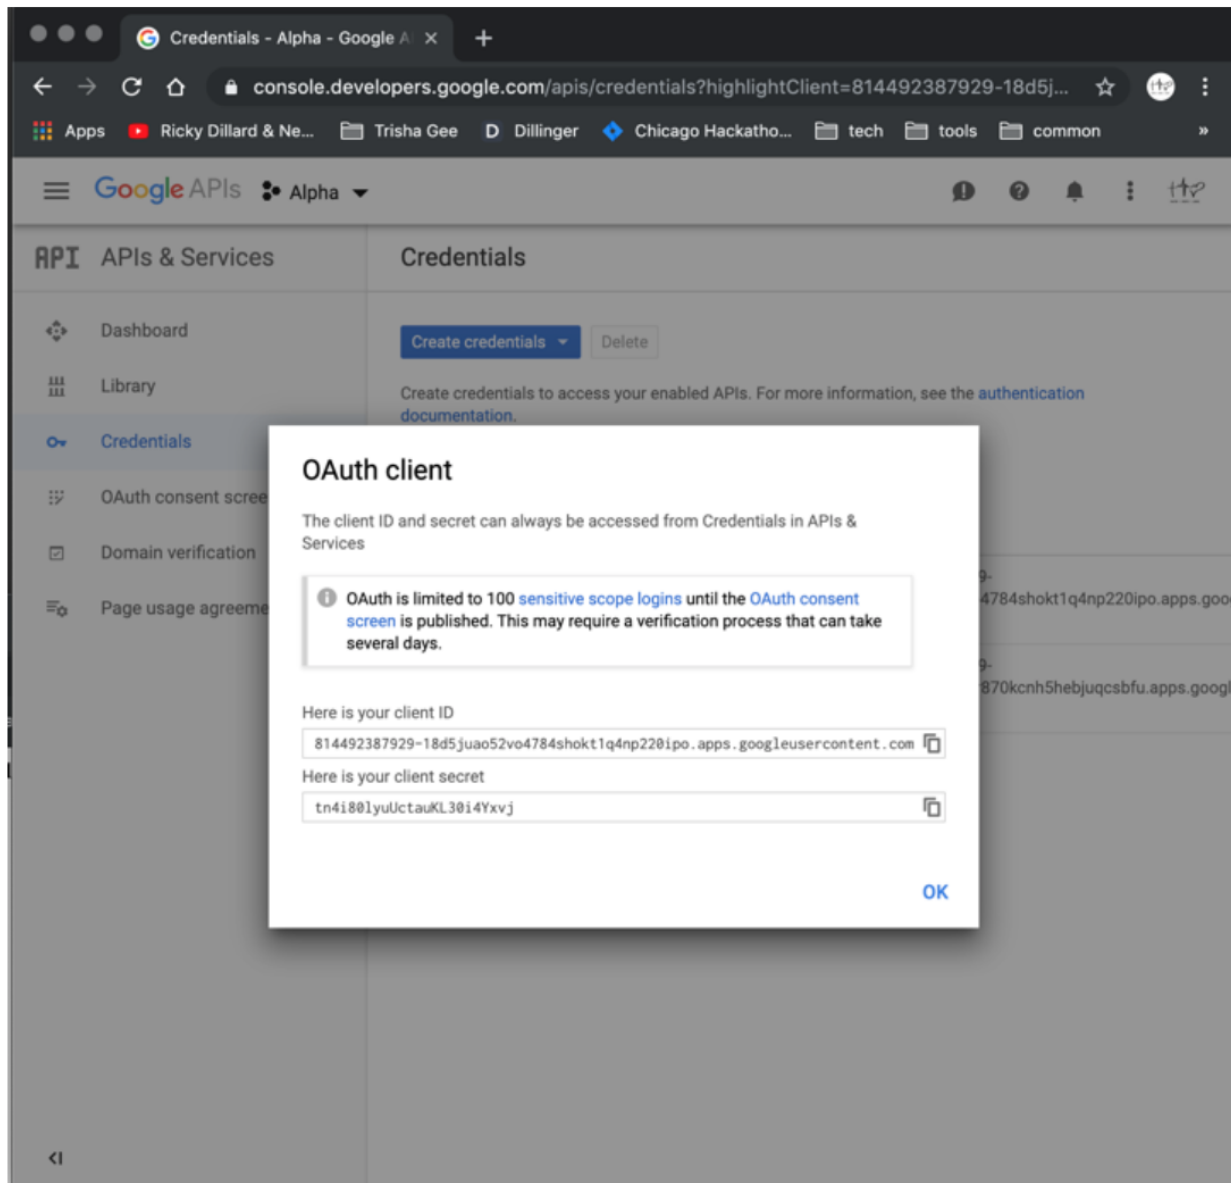 Credentials - Alpha - Google A
console.developers.google.com/apis/credentials?highlightClient=814492387929-18d5j...
Apps Ricky Dillard & Ne... Trisha Gee D Dillinger Chicago Hackatho... tech tools common »
Google APIs Alpha
API APIs & Services Credentials
Dashboard
Create credentials Delete
Library
Create credentials to access your enabled APIs. For more information, see the authentication
documentation.
Credentials
OAuth consent scree
Domain verification
Page usage agreeme
OAuth client
The client ID and secret can always be accessed from Credentials in APIs &
Services
OAuth is limited to 100 sensitive scope logins until the OAuth consent
screen is published. This may require a verification process that can take
several days.
9-
4784shokt1q4np220ipo.apps.goo
9-
870kcnh5hebjuqcsbfu.apps.googl
Here is your client ID
814492387929-18d5juao52vo4784shokt1q4np220ipo.apps.googleusercontent.com
Here is your client secret
tn4i80lyuUctauKL30i4Yxvj
OK